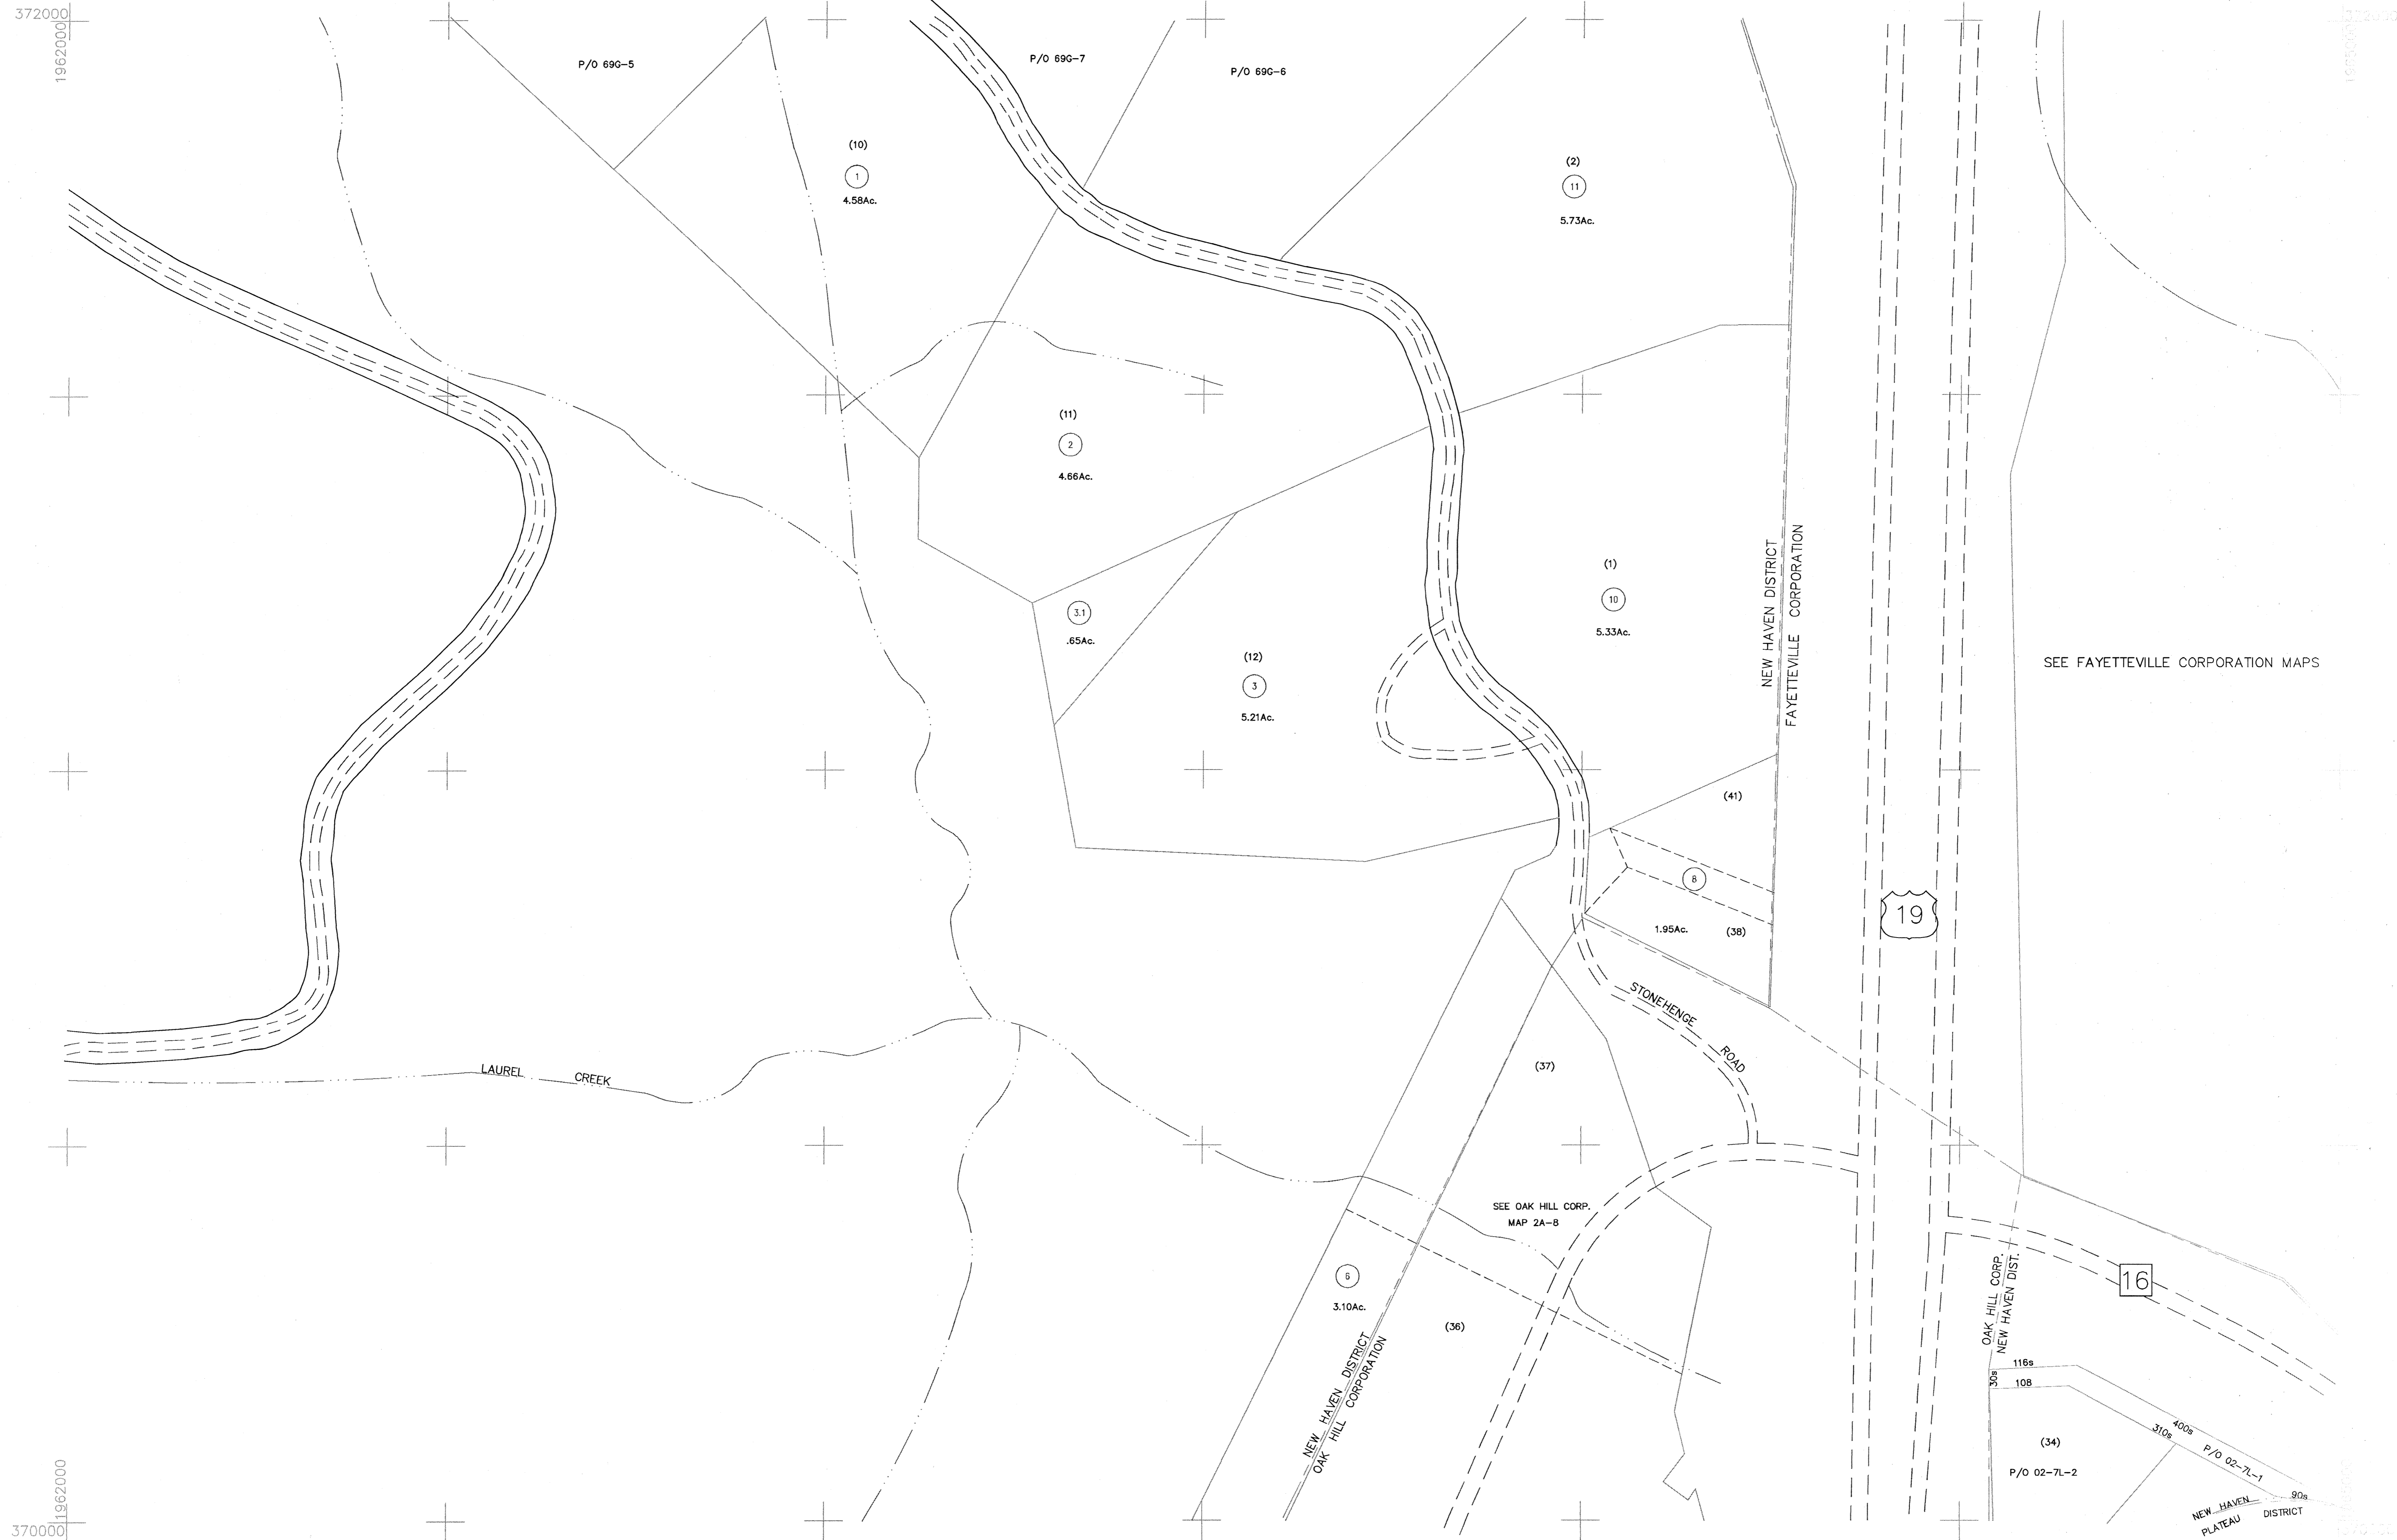 372000
1962000
P/O 69G-5
P/O 69G-7
P/O 69G-6
(10)
1
4.58Ac.
(2)
11
5.73Ac.
(11)
2
4.66Ac.
3.1
.65Ac.
(12)
3
5.21Ac.
(1)
10
5.33Ac.
NEW HAVEN DISTRICT
FAYETTEVILLE CORPORATION
SEE FAYETTEVILLE CORPORATION MAPS
(41)
8
1.95Ac.
(38)
19
STONEHENGE ROAD
LAUREL CREEK
(37)
SEE OAK HILL CORP.
MAP 2A-8
6
3.10Ac.
(36)
NEW HAVEN DISTRICT
OAK HILL CORPORATION
OAK HILL CORP.
NEW HAVEN DIST.
16
116s
30s
108
400s
310s
P/O 02-7L-1
(34)
P/O 02-7L-2
90s
NEW HAVEN DISTRICT
PLATEAU
1962000
370000